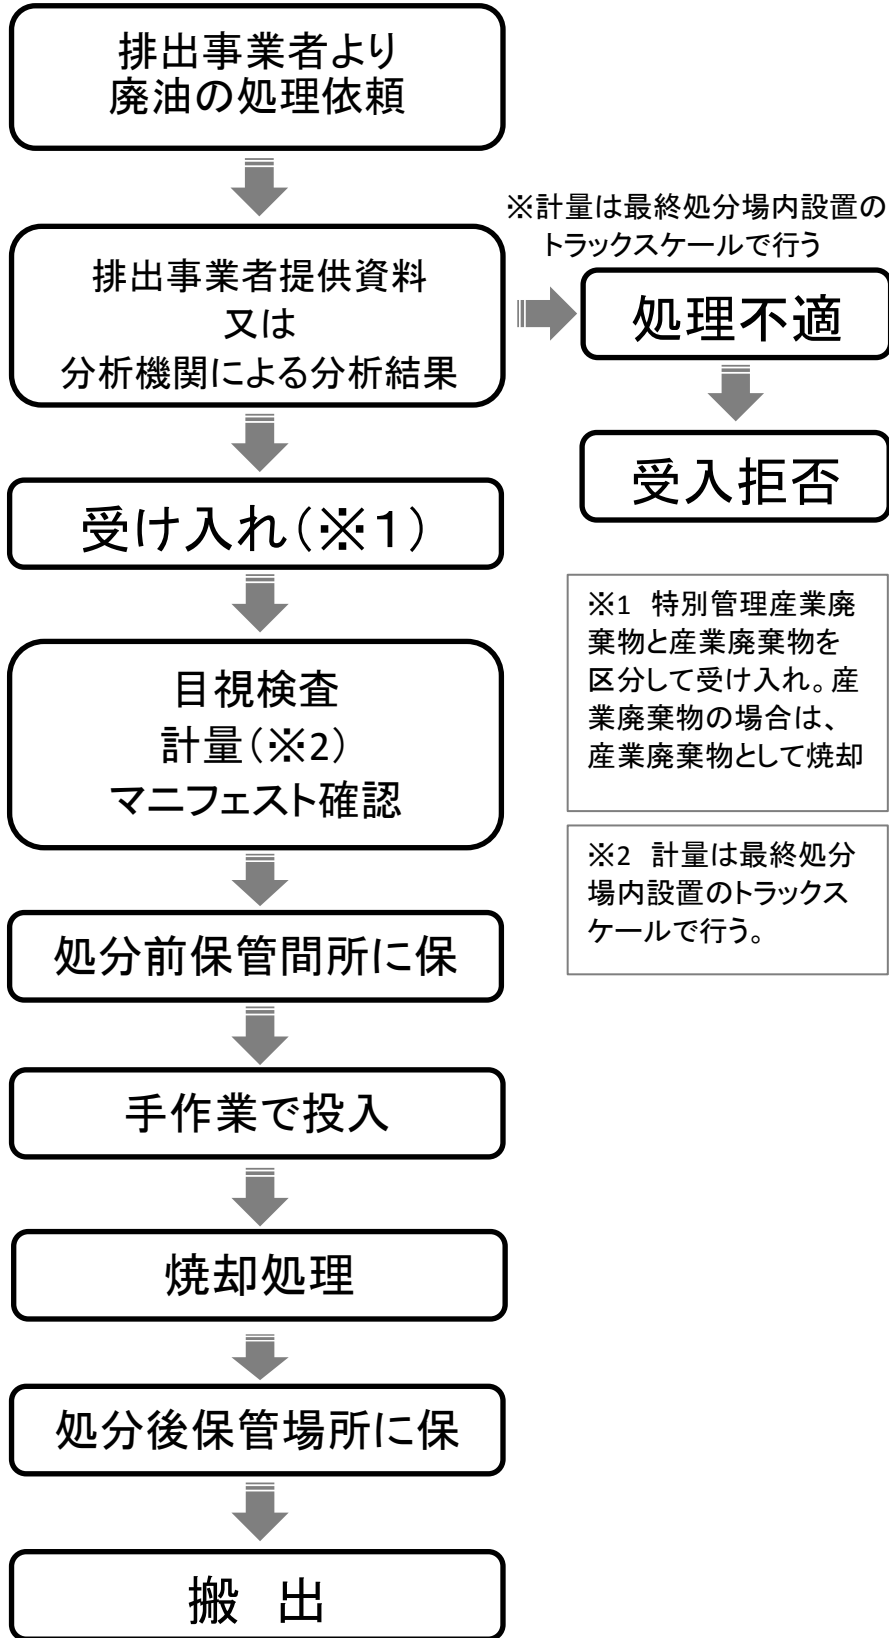 排出事業者より
廃油の処理依頼
※計量は最終処分場内設置の
トラックスケールで行う
排出事業者提供資料
又は
分析機関による分析結果
処理不適
受入拒否
受け入れ(※１)
※1 特別管理産業廃
棄物と産業廃棄物を
区分して受け入れ。産
業廃棄物の場合は、
産業廃棄物として焼却
目視検査
計量(※2)
マニフェスト確認
※2 計量は最終処分
場内設置のトラックス
ケールで行う。
処分前保管間所に保
手作業で投入
焼却処理
処分後保管場所に保
搬 出